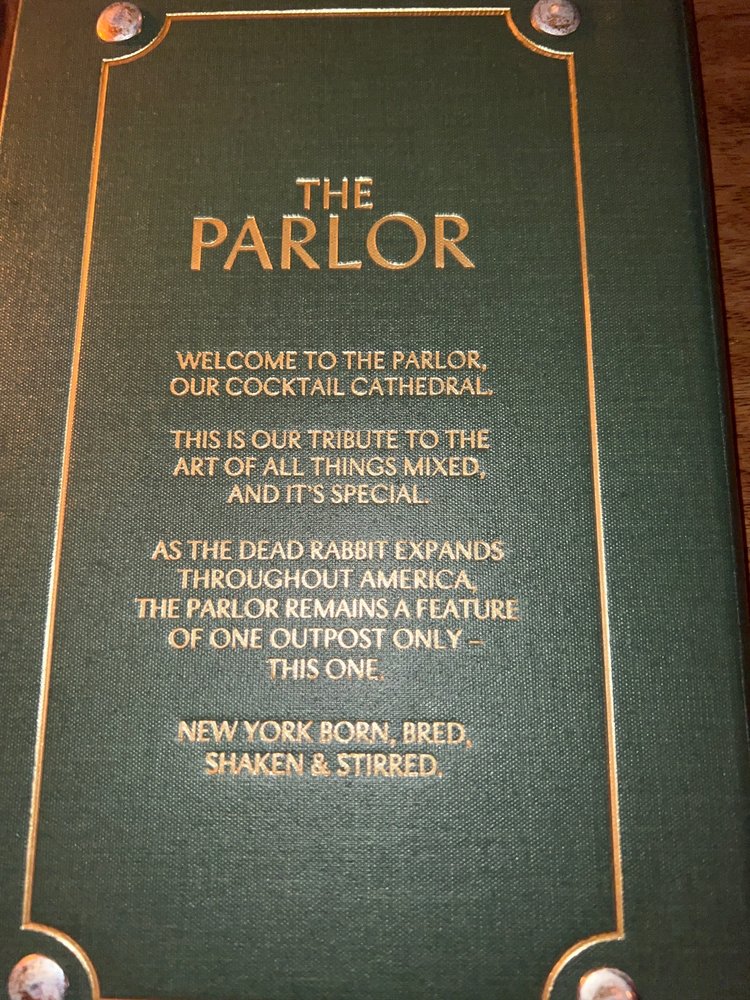 THE
PARLOR
WELCOME TO THE PARLOR,
OUR COCKTAIL CATHEDRAL.
THIS IS OUR TRIBUTE TO THE
ART OF ALL THINGS MIXED,
AND IT'S SPECIAL.
AS THE DEAD RABBIT EXPANDS
THROUGHOUT AMERICA,
THE PARLOR REMAINS A FEATURE
OF ONE OUTPOST ONLY –
THIS ONE.
NEW YORK BORN, BRED,
SHAKEN & STIRRED.